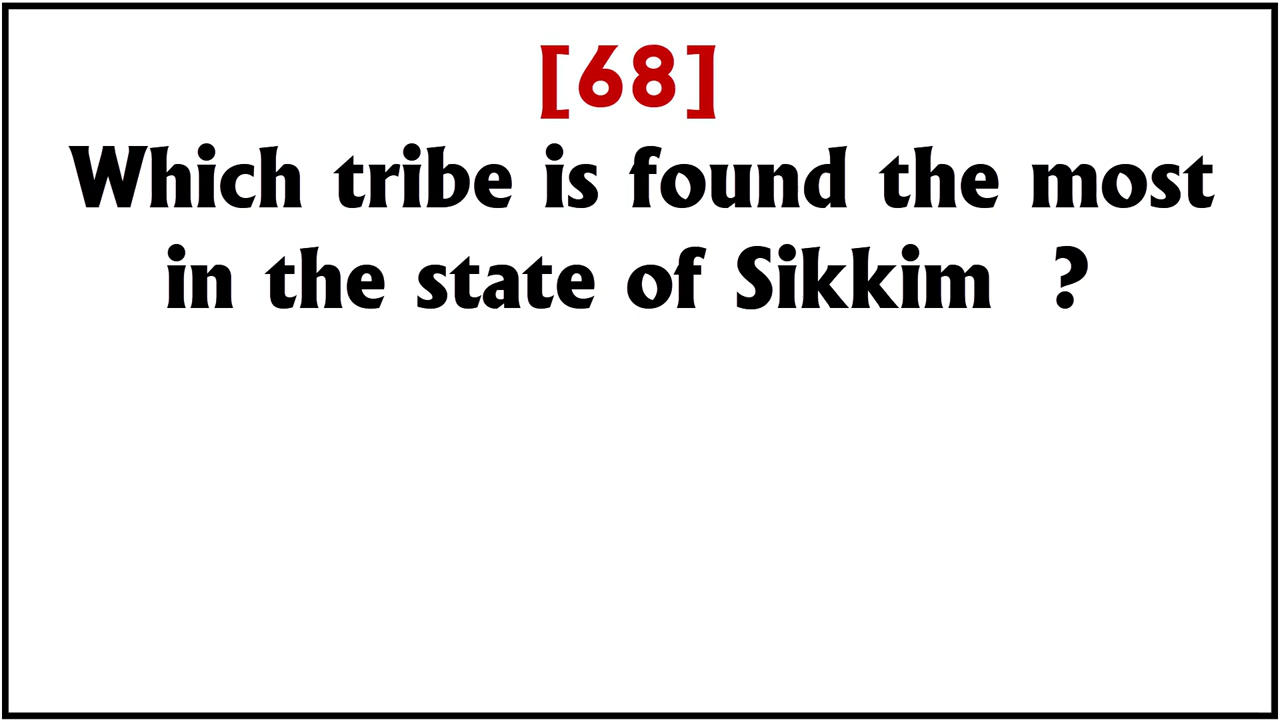 [68]
Which tribe is found the most
in the state of Sikkim ?